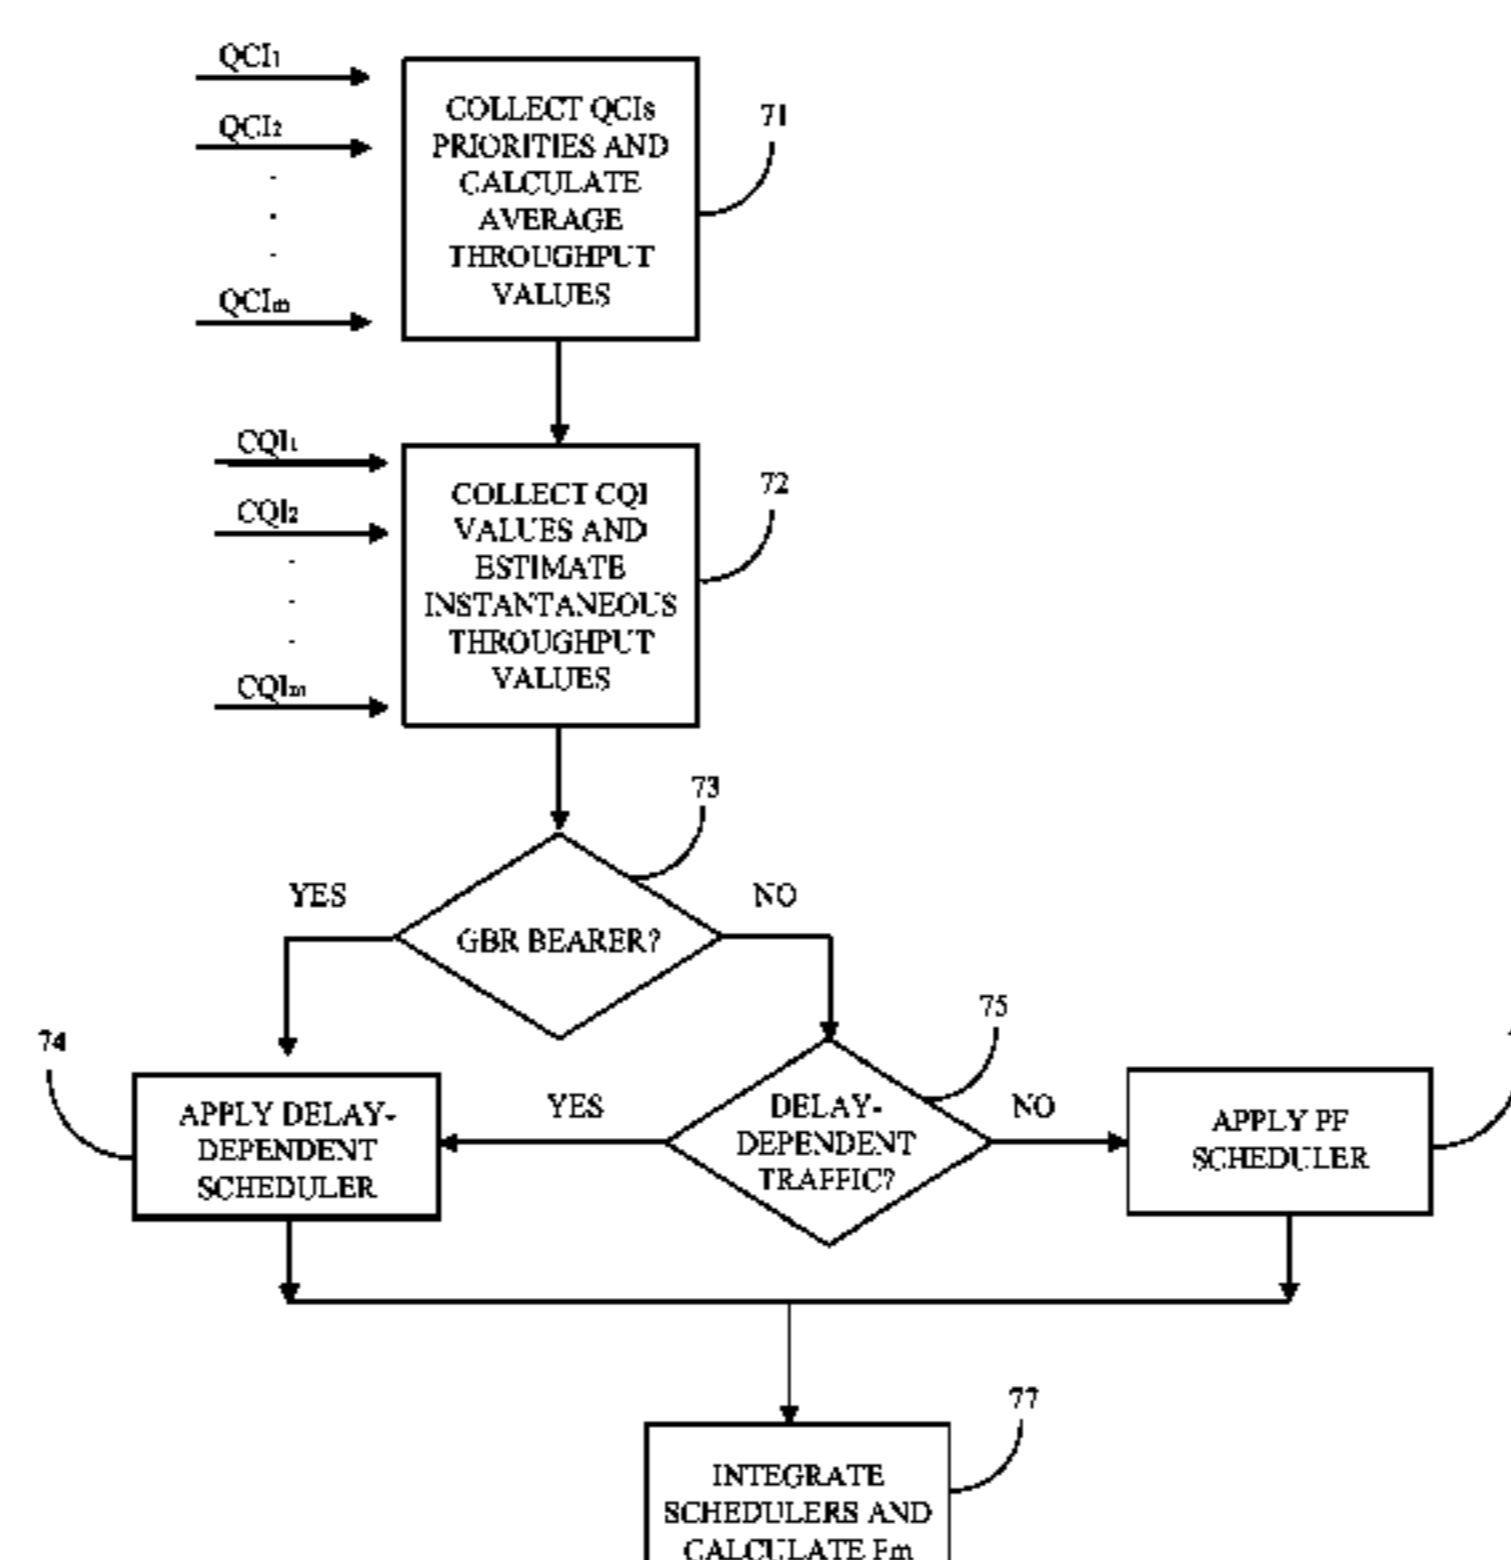 QCI1
QCI2
QCIm
COLLECT QCIs
PRIORITIES AND
CALCULATE
AVERAGE
THROUGHPUT
VALUES
71
CQI1
CQI2
CQIm
COLLECT CQI
VALUES AND
ESTIMATE
INSTANTANEOUS
THROUGHPUT
VALUES
72
73
YES
NO
GBR BEARER?
74
75
APPLY DELAY-
DEPENDENT
SCHEDULER
YES
DELAY-
DEPENDENT
TRAFFIC?
NO
APPLY PF
SCHEDULER
77
INTEGRATE
SCHEDULERS AND
CALCULATE Fm